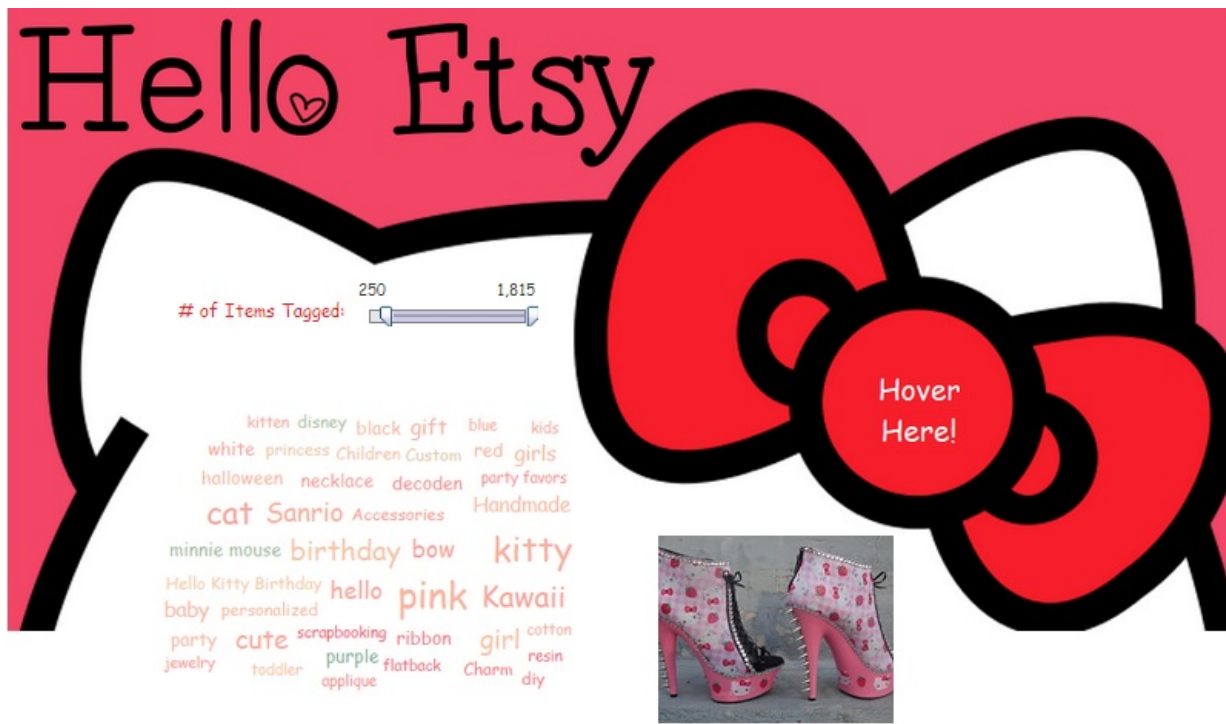 Hello Etsy
250 1,815
# of Items Tagged:
Hover
Here!
kitten disney black gift blue kids
white princess Children Custom red girls
halloween necklace decoden party favors
cat Sanrio Accessories Handmade
minnie mouse birthday bow kitty
Hello Kitty Birthday hello pink Kawaii
baby personalized
party cute scrapbooking ribbon girl cotton
jewelry toddler purple flatback Charm resin
applique diy